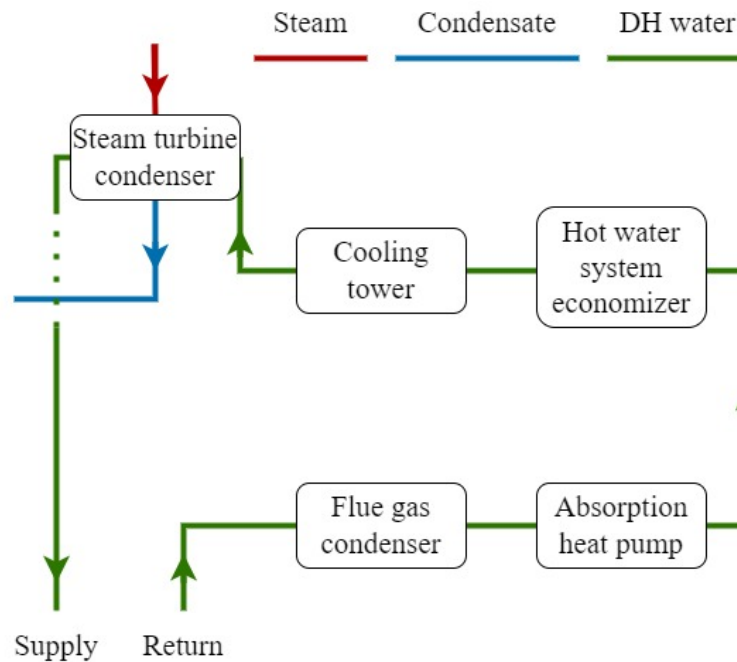 Steam
Condensate
DH water
Steam turbine
condenser
Cooling
tower
Hot water
system
economizer
Flue gas
condenser
Absorption
heat pump
Supply
Return